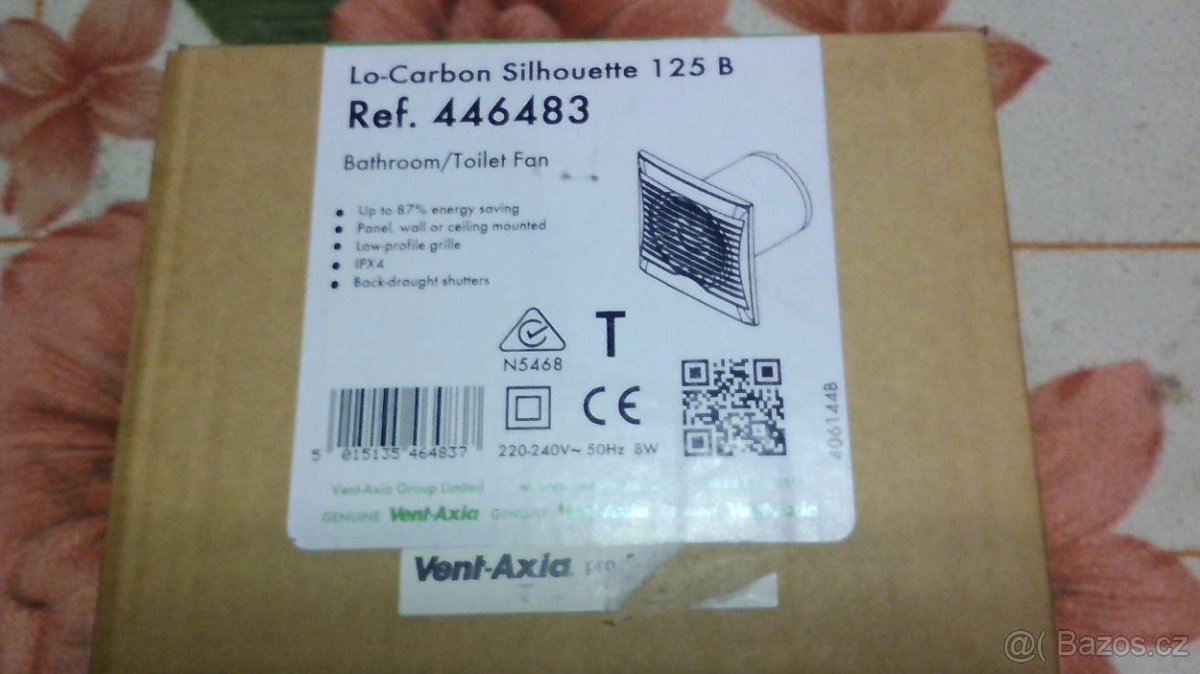 Lo-Carbon Silhouette 125 B
Ref. 446483
Bathroom/Toilet Fan
• Up to 87% energy saving
• Panel, wall or ceiling mounted
• Low-profile grille
• IPX4
• Back-draught shutters
T
N5468
CE
5 015135 464837
220-240V~ 50Hz 8W
406144B
Vent-Axia Group Limited
GENUINE Vent-Axia GENUINE Vent-Axia GENUINE Vent-Axia
Vent-Axia
@( Bazos.cz